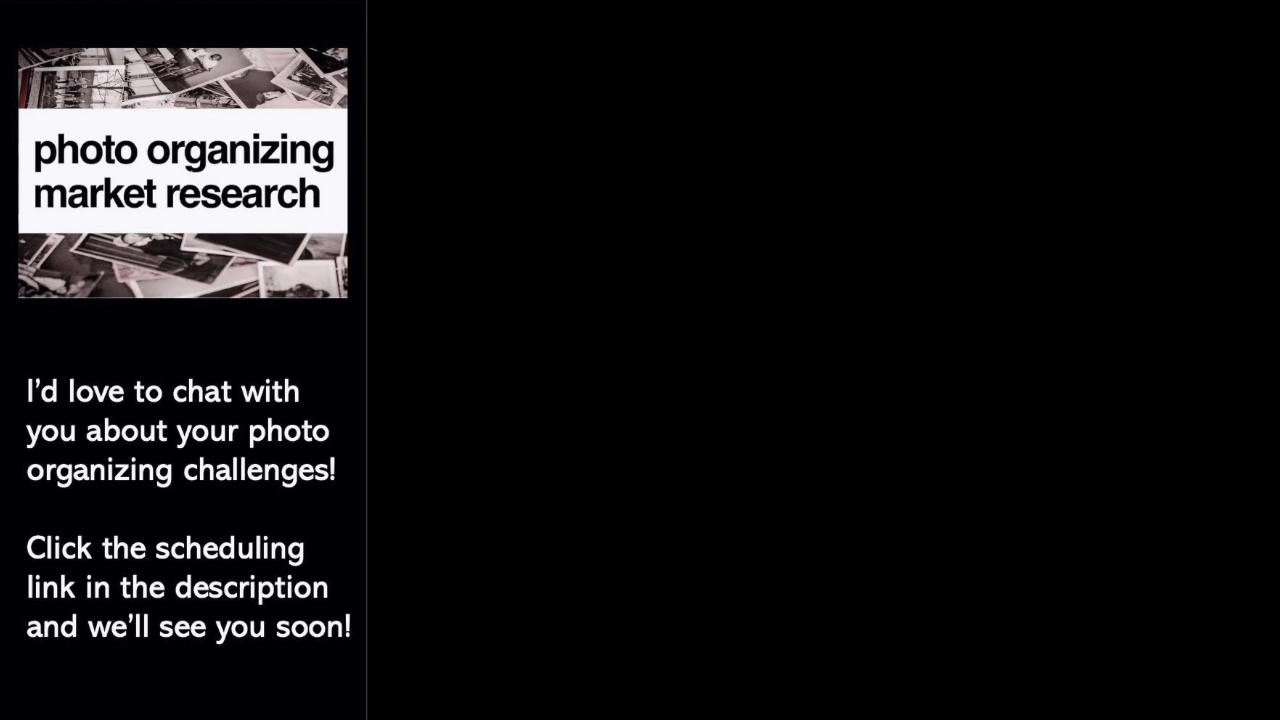 photo organizing
market research
I’d love to chat with
you about your photo
organizing challenges!
Click the scheduling
link in the description
and we’ll see you soon!